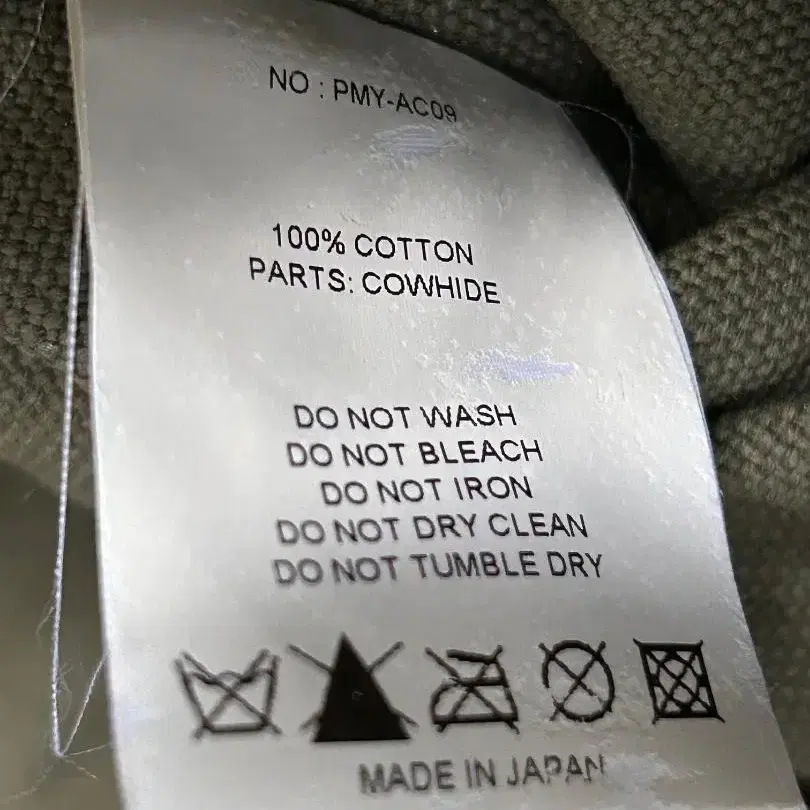 NO : PMY-AC09
100% COTTON
PARTS: COWHIDE
DO NOT WASH
DO NOT BLEACH
DO NOT IRON
DO NOT DRY CLEAN
DO NOT TUMBLE DRY
MADE IN JAPAN